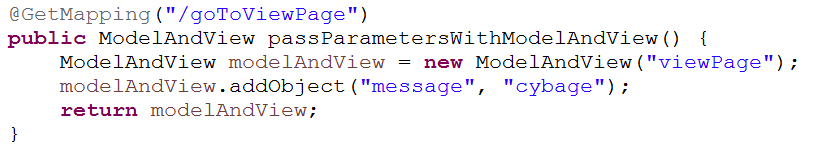 @GetMapping("/goToViewPage")
public ModelAndView passParametersWithModelAndView() {
    ModelAndView modelAndView = new ModelAndView("viewPage");
    modelAndView.addObject("message", "cybage");
    return modelAndView;
}